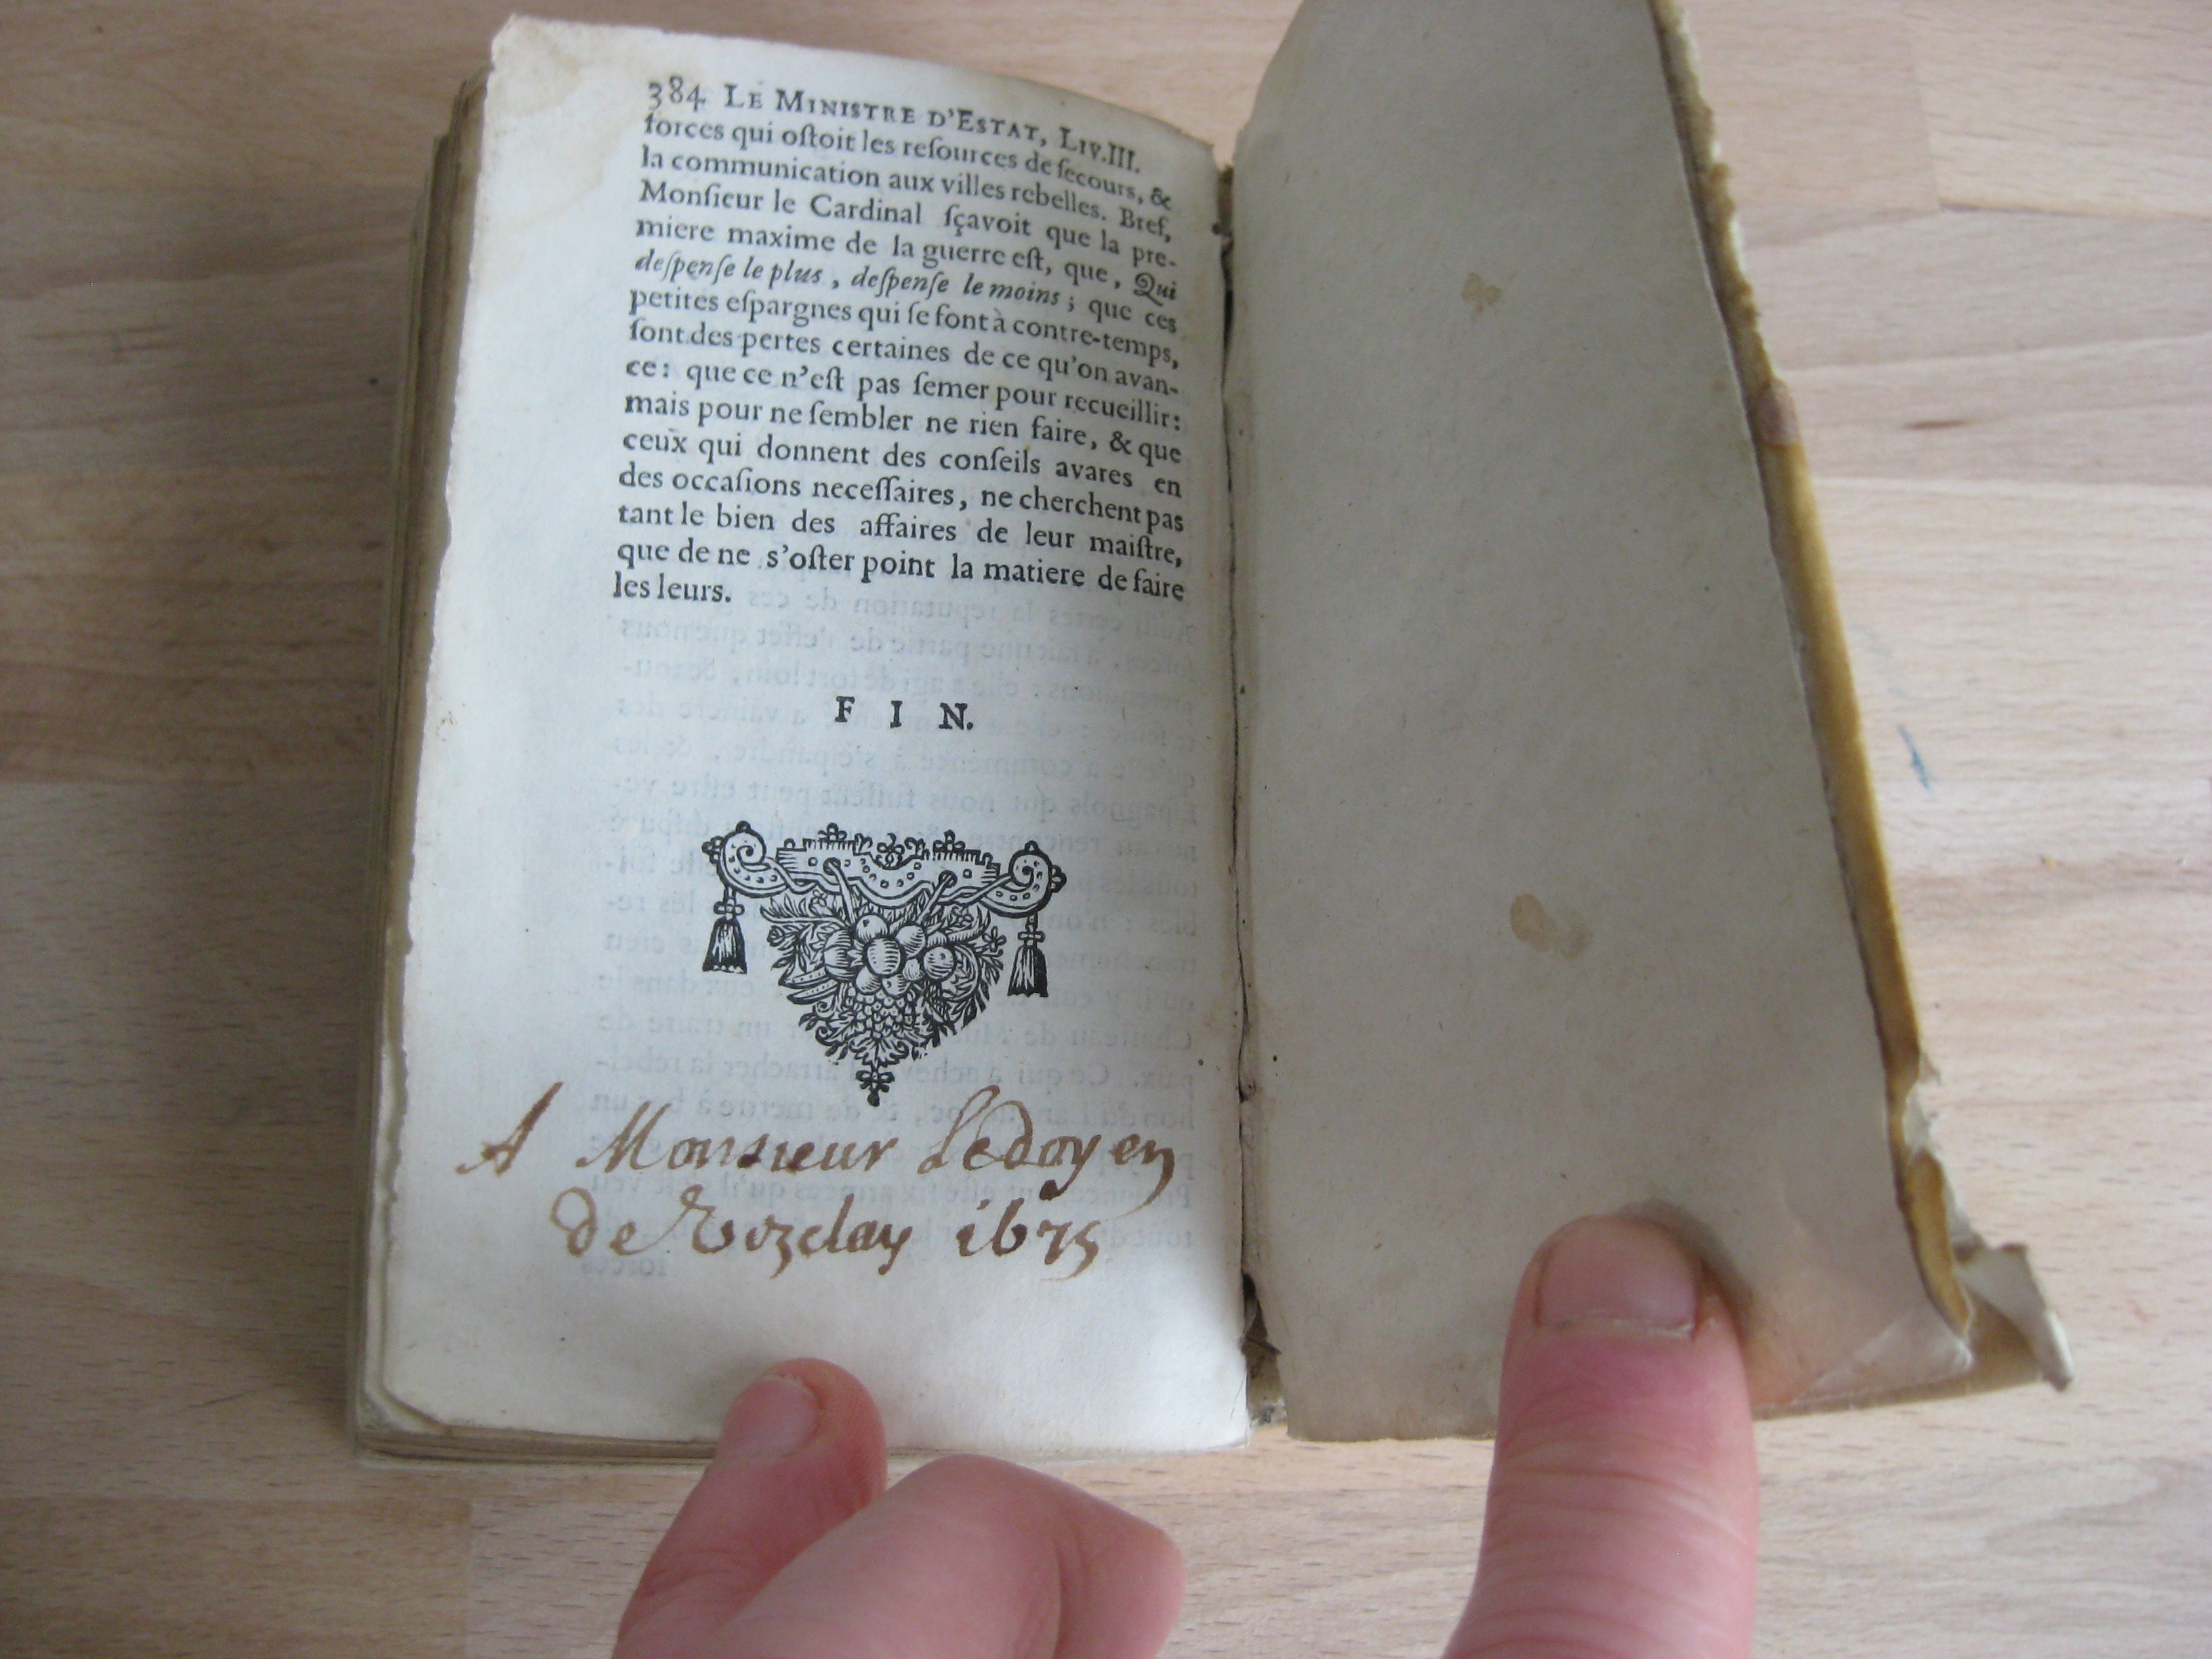 384 LE MINISTRE D'ESTAT, LIV.III.
forces qui oſtoit les reſources de ſecours, &
la communication aux villes rebelles. Bref,
Monſieur le Cardinal ſçavoit que la pre-
miere maxime de la guerre eſt, que, Qui
deſpenſe le plus, deſpenſe le moins; que ces
petites eſpargnes qui ſe font à contre-temps,
ſont des pertes certaines de ce qu'on avan-
ce: que ce n'eſt pas ſemer pour recueillir:
mais pour ne ſembler ne rien faire, & que
ceux qui donnent des conſeils avares en
des occaſions neceſſaires, ne cherchent pas
tant le bien des affaires de leur maiſtre,
que de ne s'oſter point la matiere de faire
les leurs.
FIN.
A Monsieur Ledoyen
de 1675